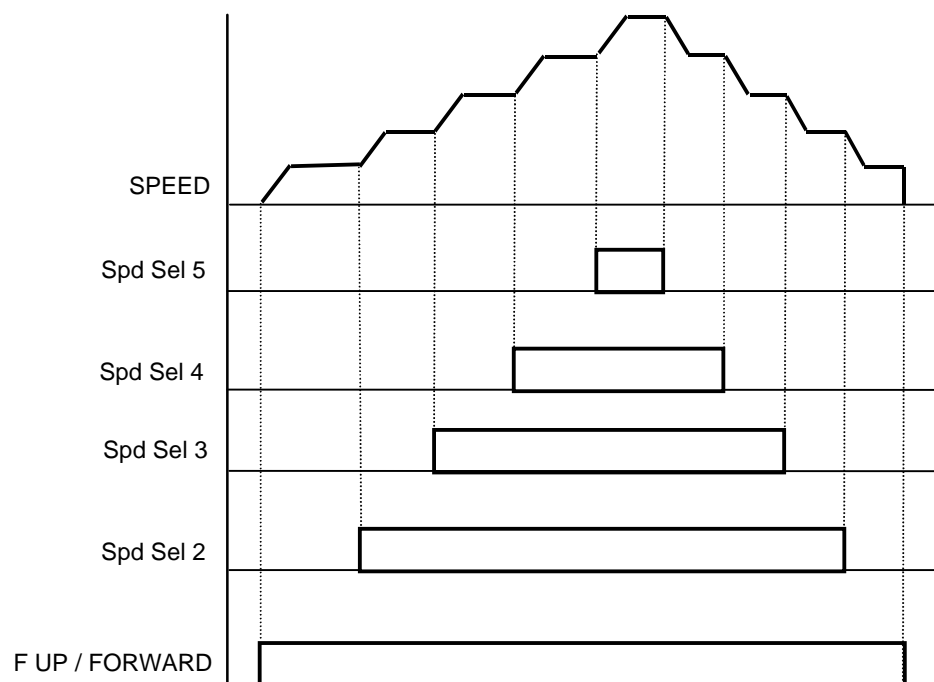 SPEED
Spd Sel 5
Spd Sel 4
Spd Sel 3
Spd Sel 2
F UP / FORWARD